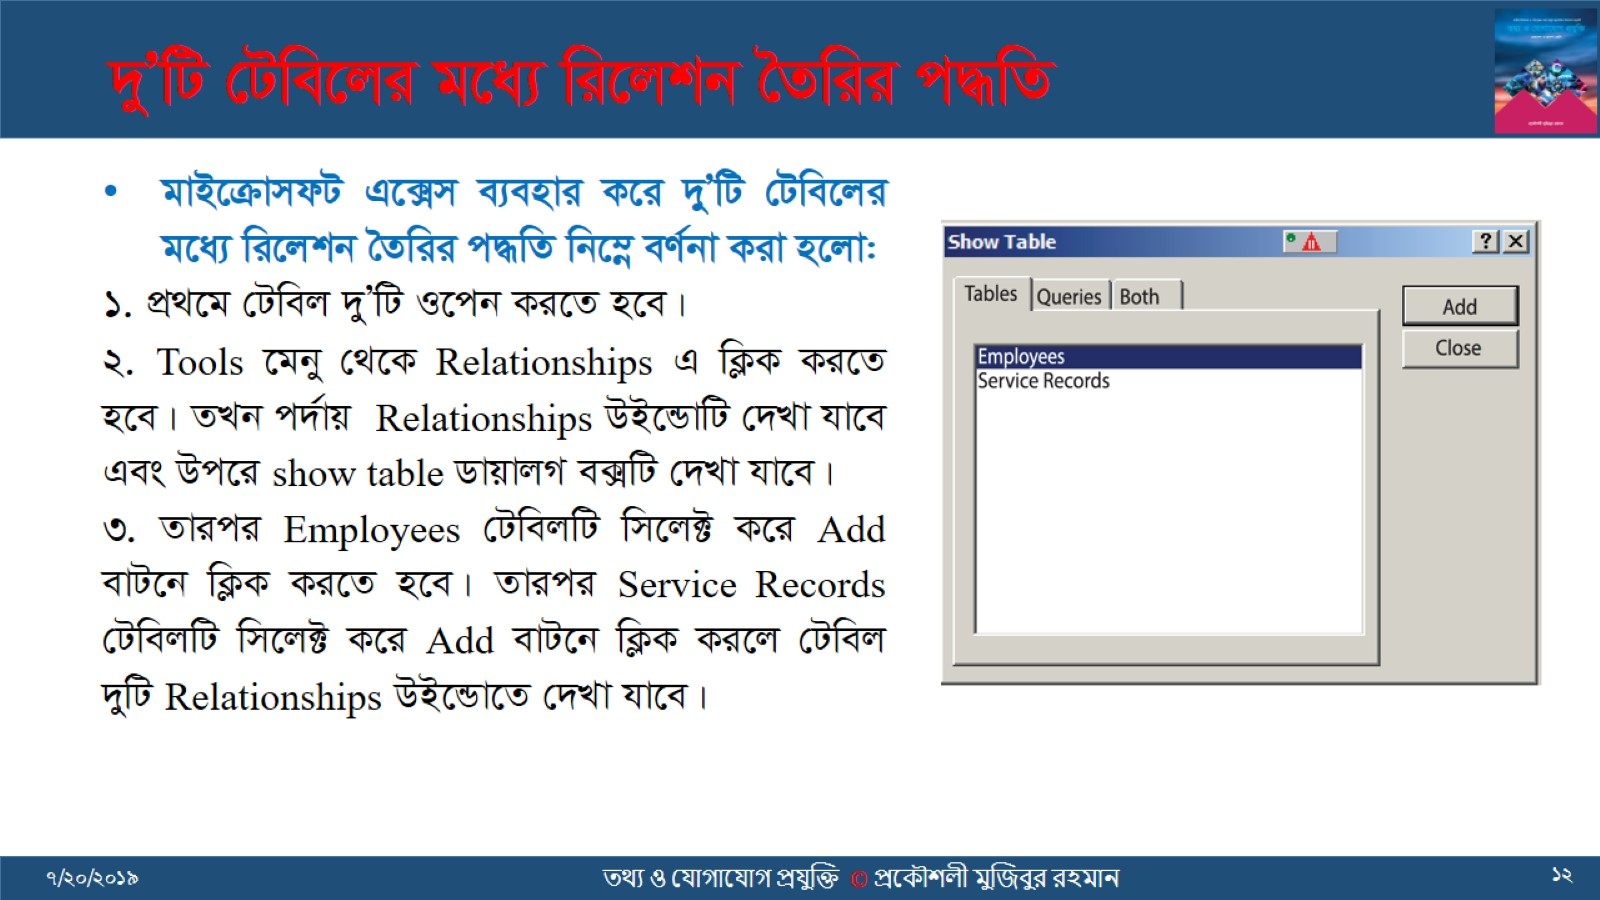 দু’টি টেবিলের মধ্যে রিলেশন তৈরির পদ্ধতি
তথ্য ও যোগাযোগ প্রযুক্তি
• মাইক্রোসফট এক্সেস ব্যবহার করে দু’টি টেবিলের
মধ্যে রিলেশন তৈরির পদ্ধতি নিম্নে বর্ণনা করা হলো:
১. প্রথমে টেবিল দু’টি ওপেন করতে হবে।
২. Tools মেনু থেকে Relationships এ ক্লিক করতে
হবে। তখন পর্দায় Relationships উইন্ডোটি দেখা যাবে
এবং উপরে show table ডায়ালগ বক্সটি দেখা যাবে।
৩. তারপর Employees টেবিলটি সিলেক্ট করে Add
বাটনে ক্লিক করতে হবে। তারপর Service Records
টেবিলটি সিলেক্ট করে Add বাটনে ক্লিক করলে টেবিল
দুটি Relationships উইন্ডোতে দেখা যাবে।
Show Table
Tables Queries Both
Add
Close
Employees
Service Records
৭/২০/২০১৯
তথ্য ও যোগাযোগ প্রযুক্তি © প্রকৌশলী মুজিবুর রহমান
১২